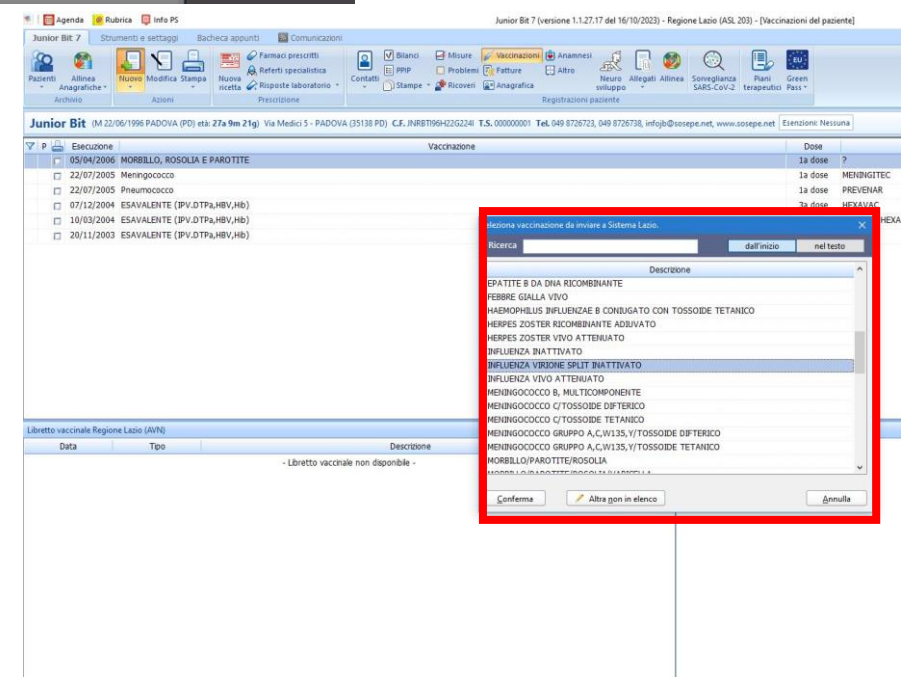 Agenda Rubrica Info PS
Junior Bit 7 (versione 1.1.27.17 del 16/10/2023) - Regione Lazio (ASL 203) - [Vaccinazioni del paziente]
Junior Bit 7 Strumenti e settaggi Bacheca appunti Comunicazioni
Pazienti Allinea Anagrafiche Nuovo Modifica Stampa Nuova ricetta
Farmaci prescritti
Referti specialistica
Risposte laboratorio
Contatti
Bilanci Misure Vaccinazioni Anamnesi
PPIP Problemi Fatture Altro
Stampe Ricoveri Anagrafica
Neuro sviluppo Allegati Allinea Sorveglianza SARS-CoV-2 Piani terapeutici EU Green Pass
Archivio Azioni Prescrizione Registrazioni paziente
Junior Bit (M 22/06/1996 PADOVA (PD) età: 27a 9m 21g) Via Medici 5 - PADOVA (35138 PD) C.F. JNRBTI96H22G224I T.S. 000000001 Tel. 049 8726723, 049 8726738, infojb@sosepe.net, www.sosepe.net Esenzioni: Nessuna
P Esecuzione Vaccinazione Dose
05/04/2006 MORBILLO, ROSOLIA E PAROTITE 1a dose ?
22/07/2005 Meningococco 1a dose MENINGITEC
22/07/2005 Pneumococco 1a dose PREVENAR
07/12/2004 ESAVALENTE (IPV.DTPa,HBV,Hib) 3a dose HEXAVAC
10/03/2004 ESAVALENTE (IPV.DTPa,HBV,Hib) HEXA
20/11/2003 ESAVALENTE (IPV.DTPa,HBV,Hib)
eleziona vaccinazione da inviare a Sistema Lazio.
Ricerca dall'inizio nel testo
Descrizione
EPATITE B DA DNA RICOMBINANTE
FEBBRE GIALLA VIVO
HAEMOPHILUS INFLUENZAE B CONIUGATO CON TOSSOIDE TETANICO
HERPES ZOSTER RICOMBINANTE ADIUVATO
HERPES ZOSTER VIVO ATTENUATO
INFLUENZA INATTIVATO
INFLUENZA VIRIONE SPLIT INATTIVATO
INFLUENZA VIVO ATTENUATO
MENINGOCOCCO B, MULTICOMPONENTE
MENINGOCOCCO C/TOSSOIDE DIFTERICO
MENINGOCOCCO C/TOSSOIDE TETANICO
MENINGOCOCCO GRUPPO A,C,W135,Y/TOSSOIDE DIFTERICO
MENINGOCOCCO GRUPPO A,C,W135,Y/TOSSOIDE TETANICO
MORBILLO/PAROTITE/ROSOLIA
MORBILLO/PAROTITE/ROSOLIA/VARICELLA
Conferma Altra non in elenco Annulla
Libretto vaccinale Regione Lazio (AVN)
Data Tipo Descrizione
- Libretto vaccinale non disponibile -